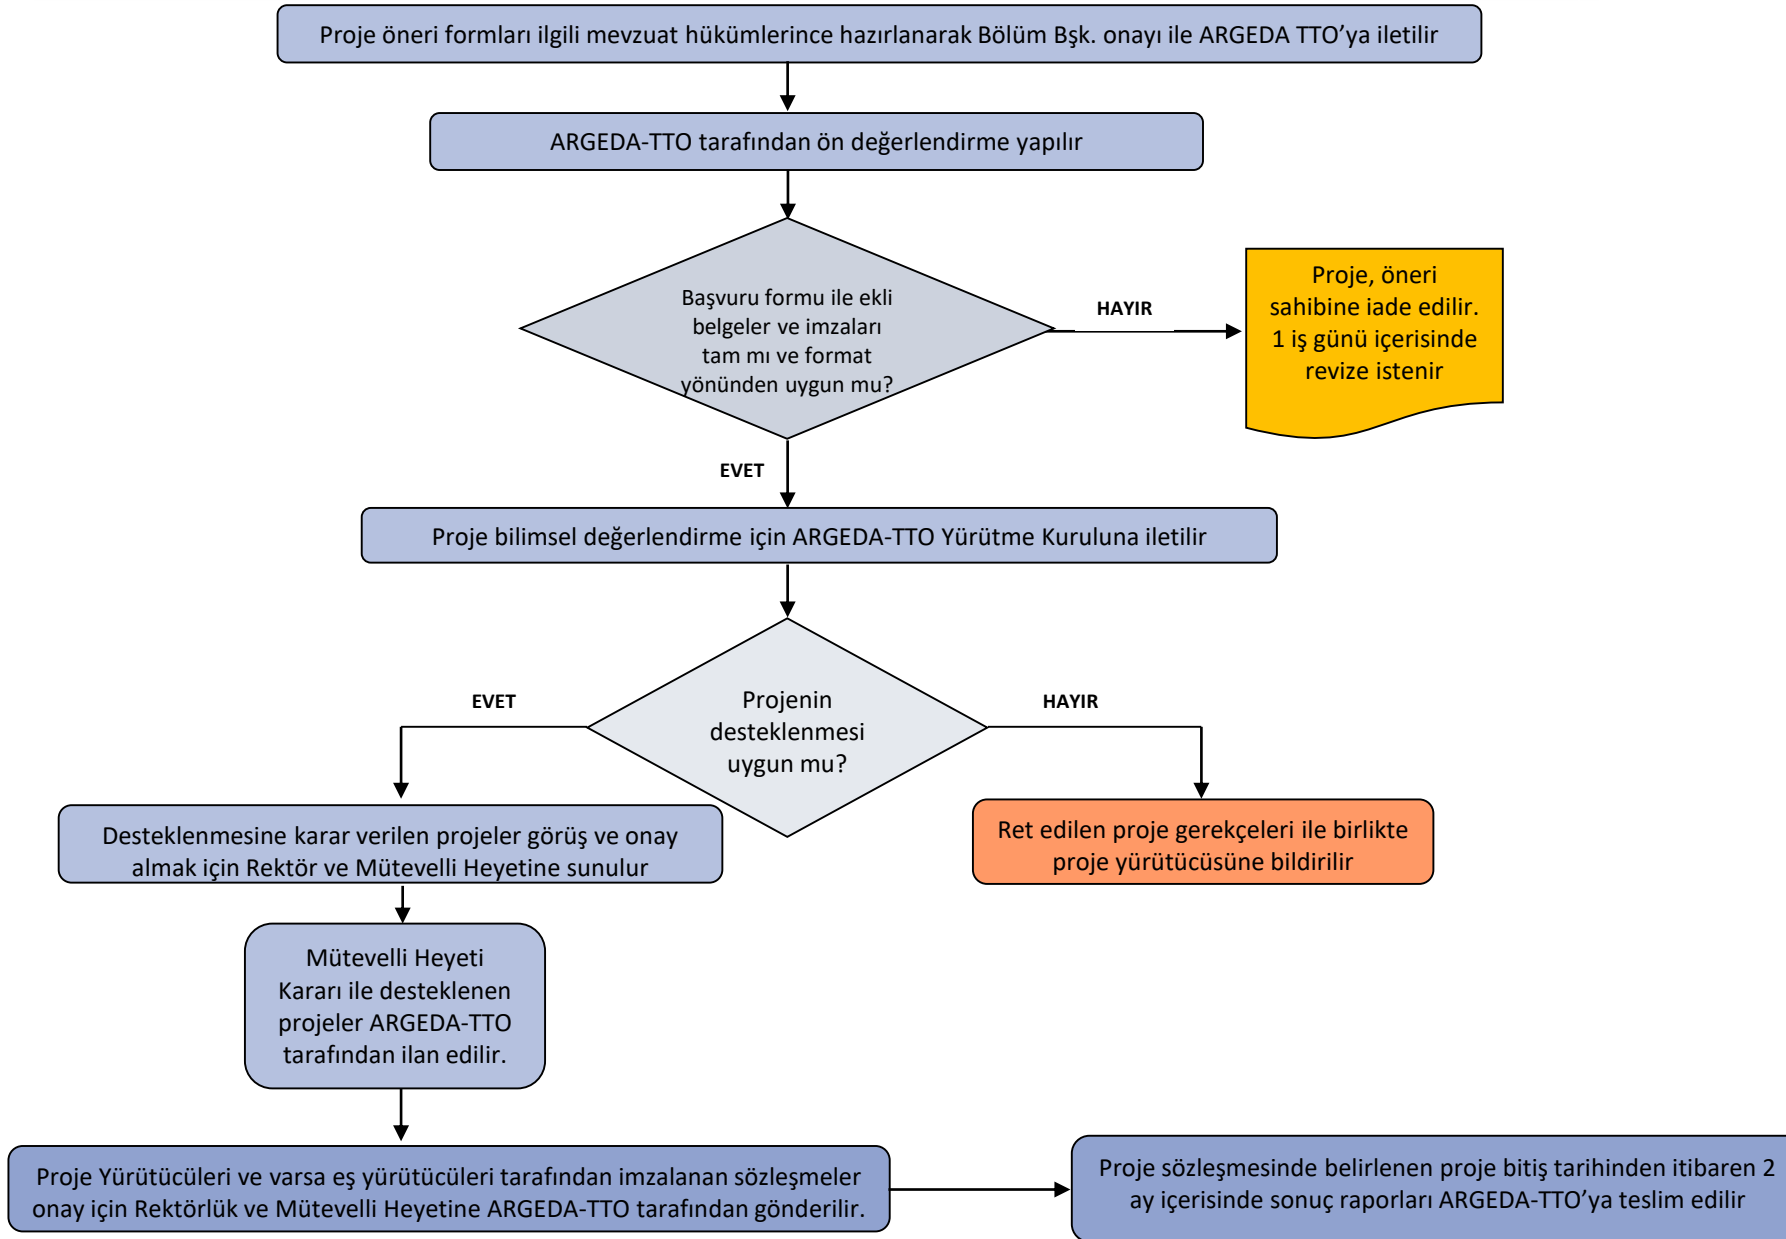 Proje öneri formları ilgili mevzuat hükümlerince hazırlanarak Bölüm Bşk. onayı ile ARGEDA TTO’ya iletilir
ARGEDA-TTO tarafından ön değerlendirme yapılır
Başvuru formu ile ekli
belgeler ve imzaları
tam mı ve format
yönünden uygun mu?
HAYIR
Proje, öneri
sahibine iade edilir.
1 iş günü içerisinde
revize istenir
EVET
Proje bilimsel değerlendirme için ARGEDA-TTO Yürütme Kuruluna iletilir
EVET
Projenin
desteklenmesi
uygun mu?
HAYIR
Desteklenmesine karar verilen projeler görüş ve onay
almak için Rektör ve Mütevelli Heyetine sunulur
Ret edilen proje gerekçeleri ile birlikte
proje yürütücüsüne bildirilir
Mütevelli Heyeti
Kararı ile desteklenen
projeler ARGEDA-TTO
tarafından ilan edilir.
Proje Yürütücüleri ve varsa eş yürütücüleri tarafından imzalanan sözleşmeler
onay için Rektörlük ve Mütevelli Heyetine ARGEDA-TTO tarafından gönderilir.
Proje sözleşmesinde belirlenen proje bitiş tarihinden itibaren 2
ay içerisinde sonuç raporları ARGEDA-TTO’ya teslim edilir